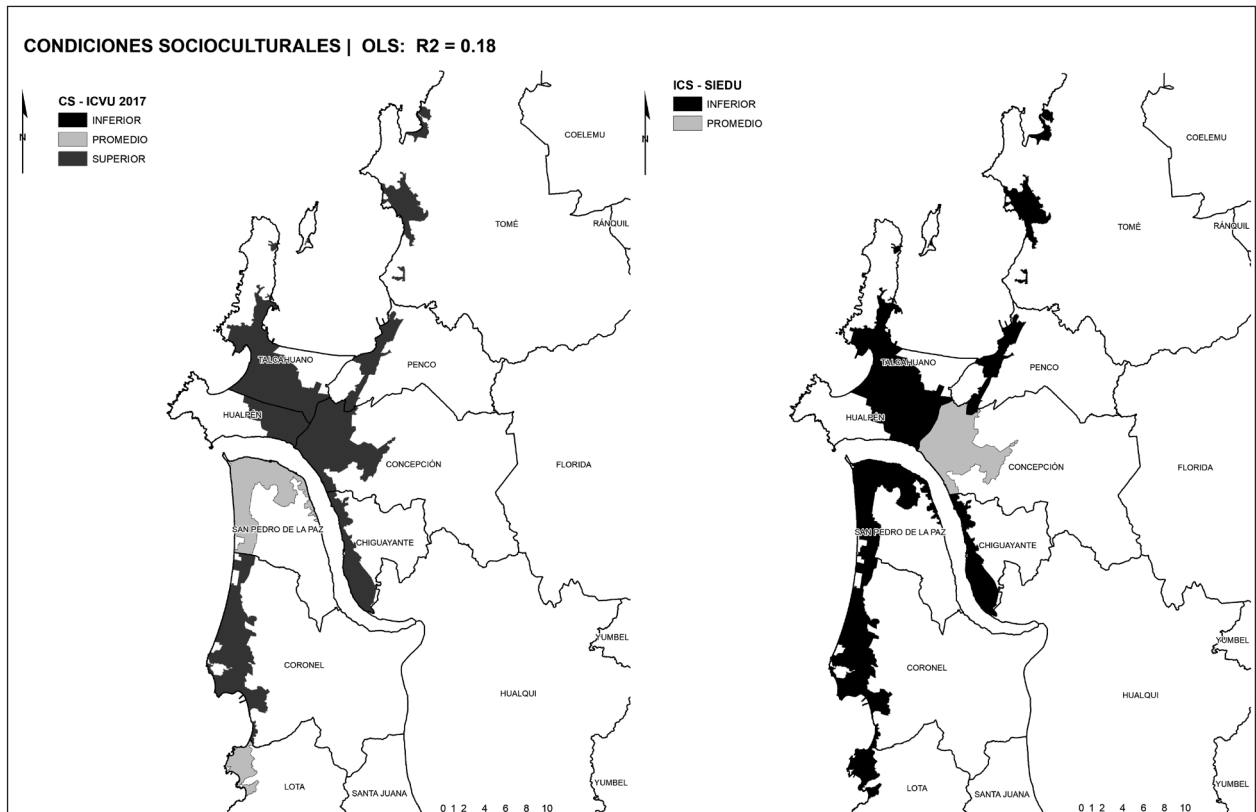 CONDICIONES SOCIOCULTURALES | OLS: R2 = 0.18
CS - ICVU 2017
INFERIOR
PROMEDIO
SUPERIOR
N
COELEMU
TOMÉ
RÁNQUIL
TALCAHUANO
PENCO
HUALPÉN
CONCEPCIÓN
FLORIDA
SAN PEDRO DE LA PAZ
CHIGUAYANTE
YUMBEL
CORONEL
HUALQUI
LOTA
SANTA JUANA
YUMBEL
0 1 2 4 6 8 10
ICS - SIEDU
INFERIOR
PROMEDIO
N
COELEMU
TOMÉ
RÁNQUIL
TALCAHUANO
PENCO
HUALPÉN
CONCEPCIÓN
FLORIDA
SAN PEDRO DE LA PAZ
CHIGUAYANTE
YUMBEL
CORONEL
HUALQUI
LOTA
SANTA JUANA
YUMBEL
0 1 2 4 6 8 10